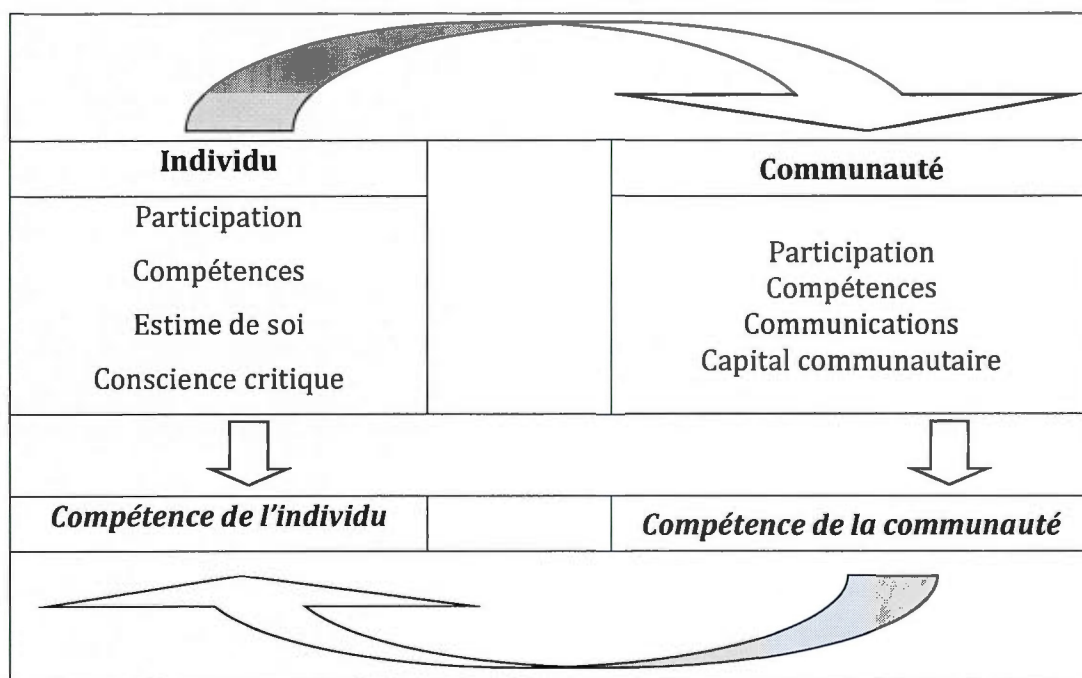 Individu
Participation
Compétences
Estime de soi
Conscience critique
Communauté
Participation
Compétences
Communications
Capital communautaire
Compétence de l'individu
Compétence de la communauté